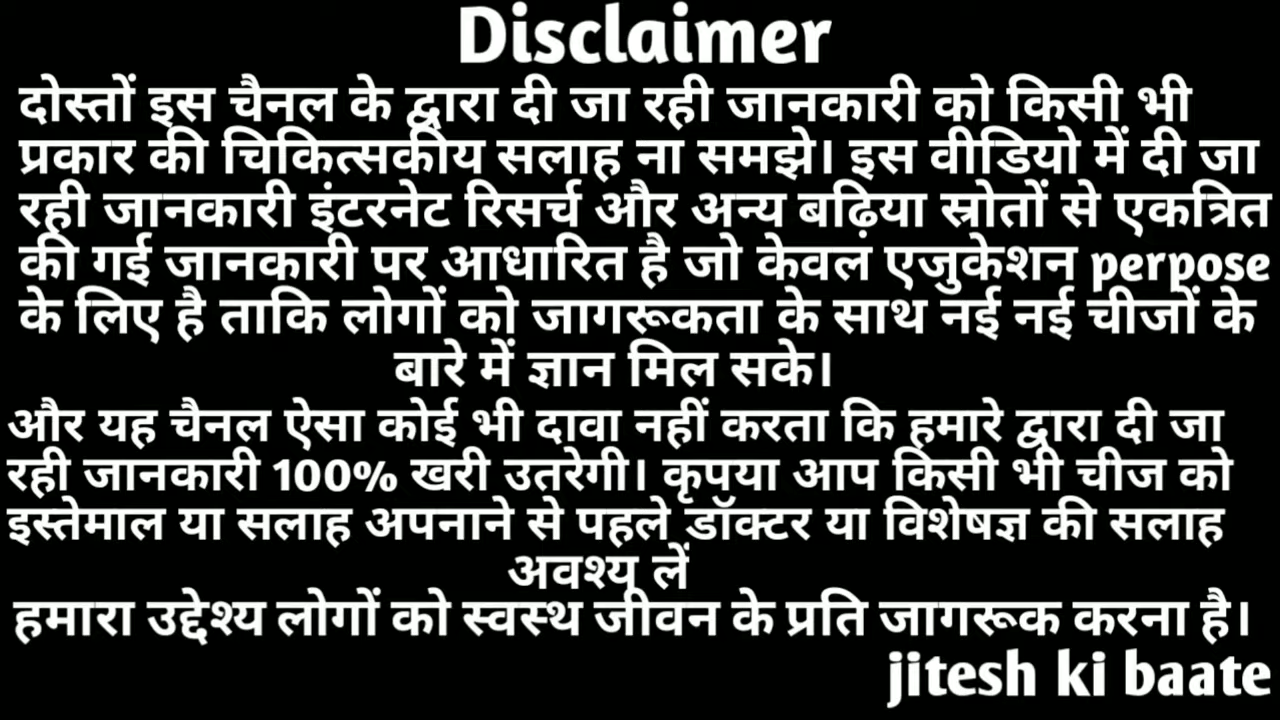 Disclaimer
दोस्तों इस चैनल के द्वारा दी जा रही जानकारी को किसी भी
प्रकार की चिकित्सकीय सलाह ना समझे। इस वीडियो में दी जा
रही जानकारी इंटरनेट रिसर्च और अन्य बढ़िया स्रोतों से एकत्रित
की गई जानकारी पर आधारित है जो केवल एजुकेशन perpose
के लिए है ताकि लोगों को जागरूकता के साथ नई नई चीजों के
बारे में ज्ञान मिल सके।
और यह चैनल ऐसा कोई भी दावा नहीं करता कि हमारे द्वारा दी जा
रही जानकारी 100% खरी उतरेगी। कृपया आप किसी भी चीज को
इस्तेमाल या सलाह अपनाने से पहले डॉक्टर या विशेषज्ञ की सलाह
अवश्य लें
हमारा उद्देश्य लोगों को स्वस्थ जीवन के प्रति जागरूक करना है।
jitesh ki baate